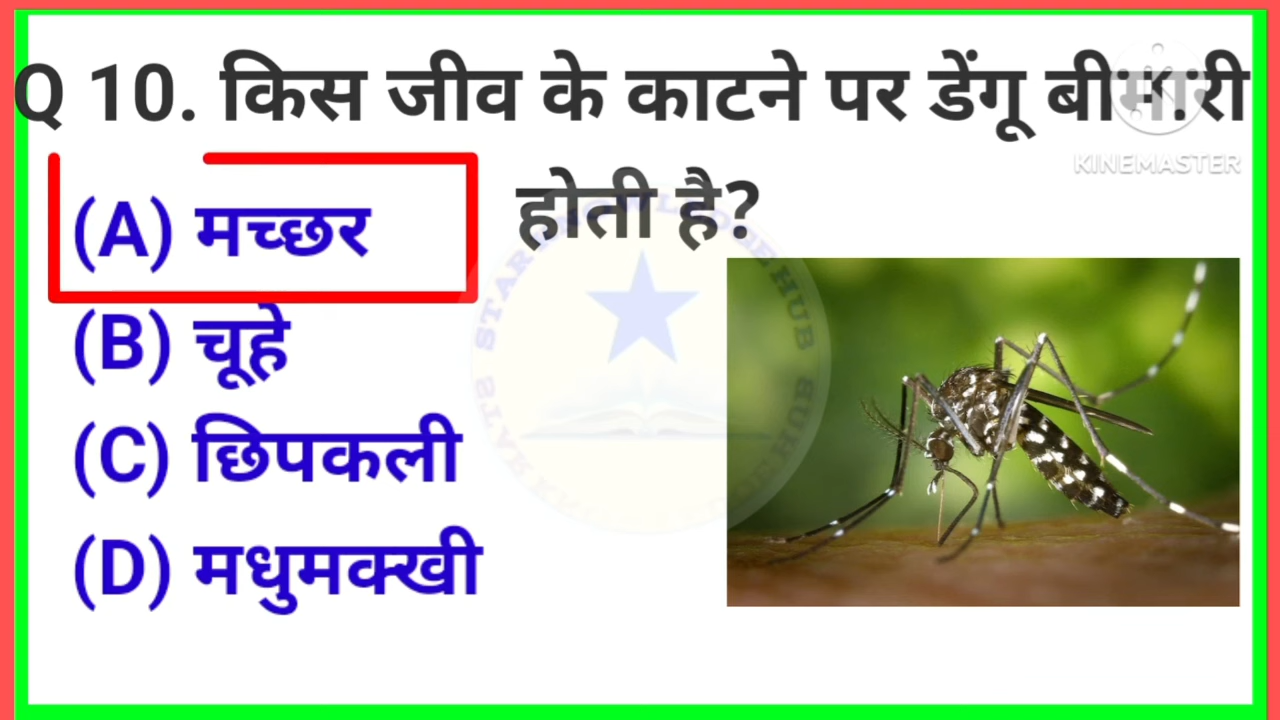 Q 10. किस जीव के काटने पर डेंगू बीमारी
KINEMASTER
होती है?
(A) मच्छर
(B) चूहे
(C) छिपकली
(D) मधुमक्खी